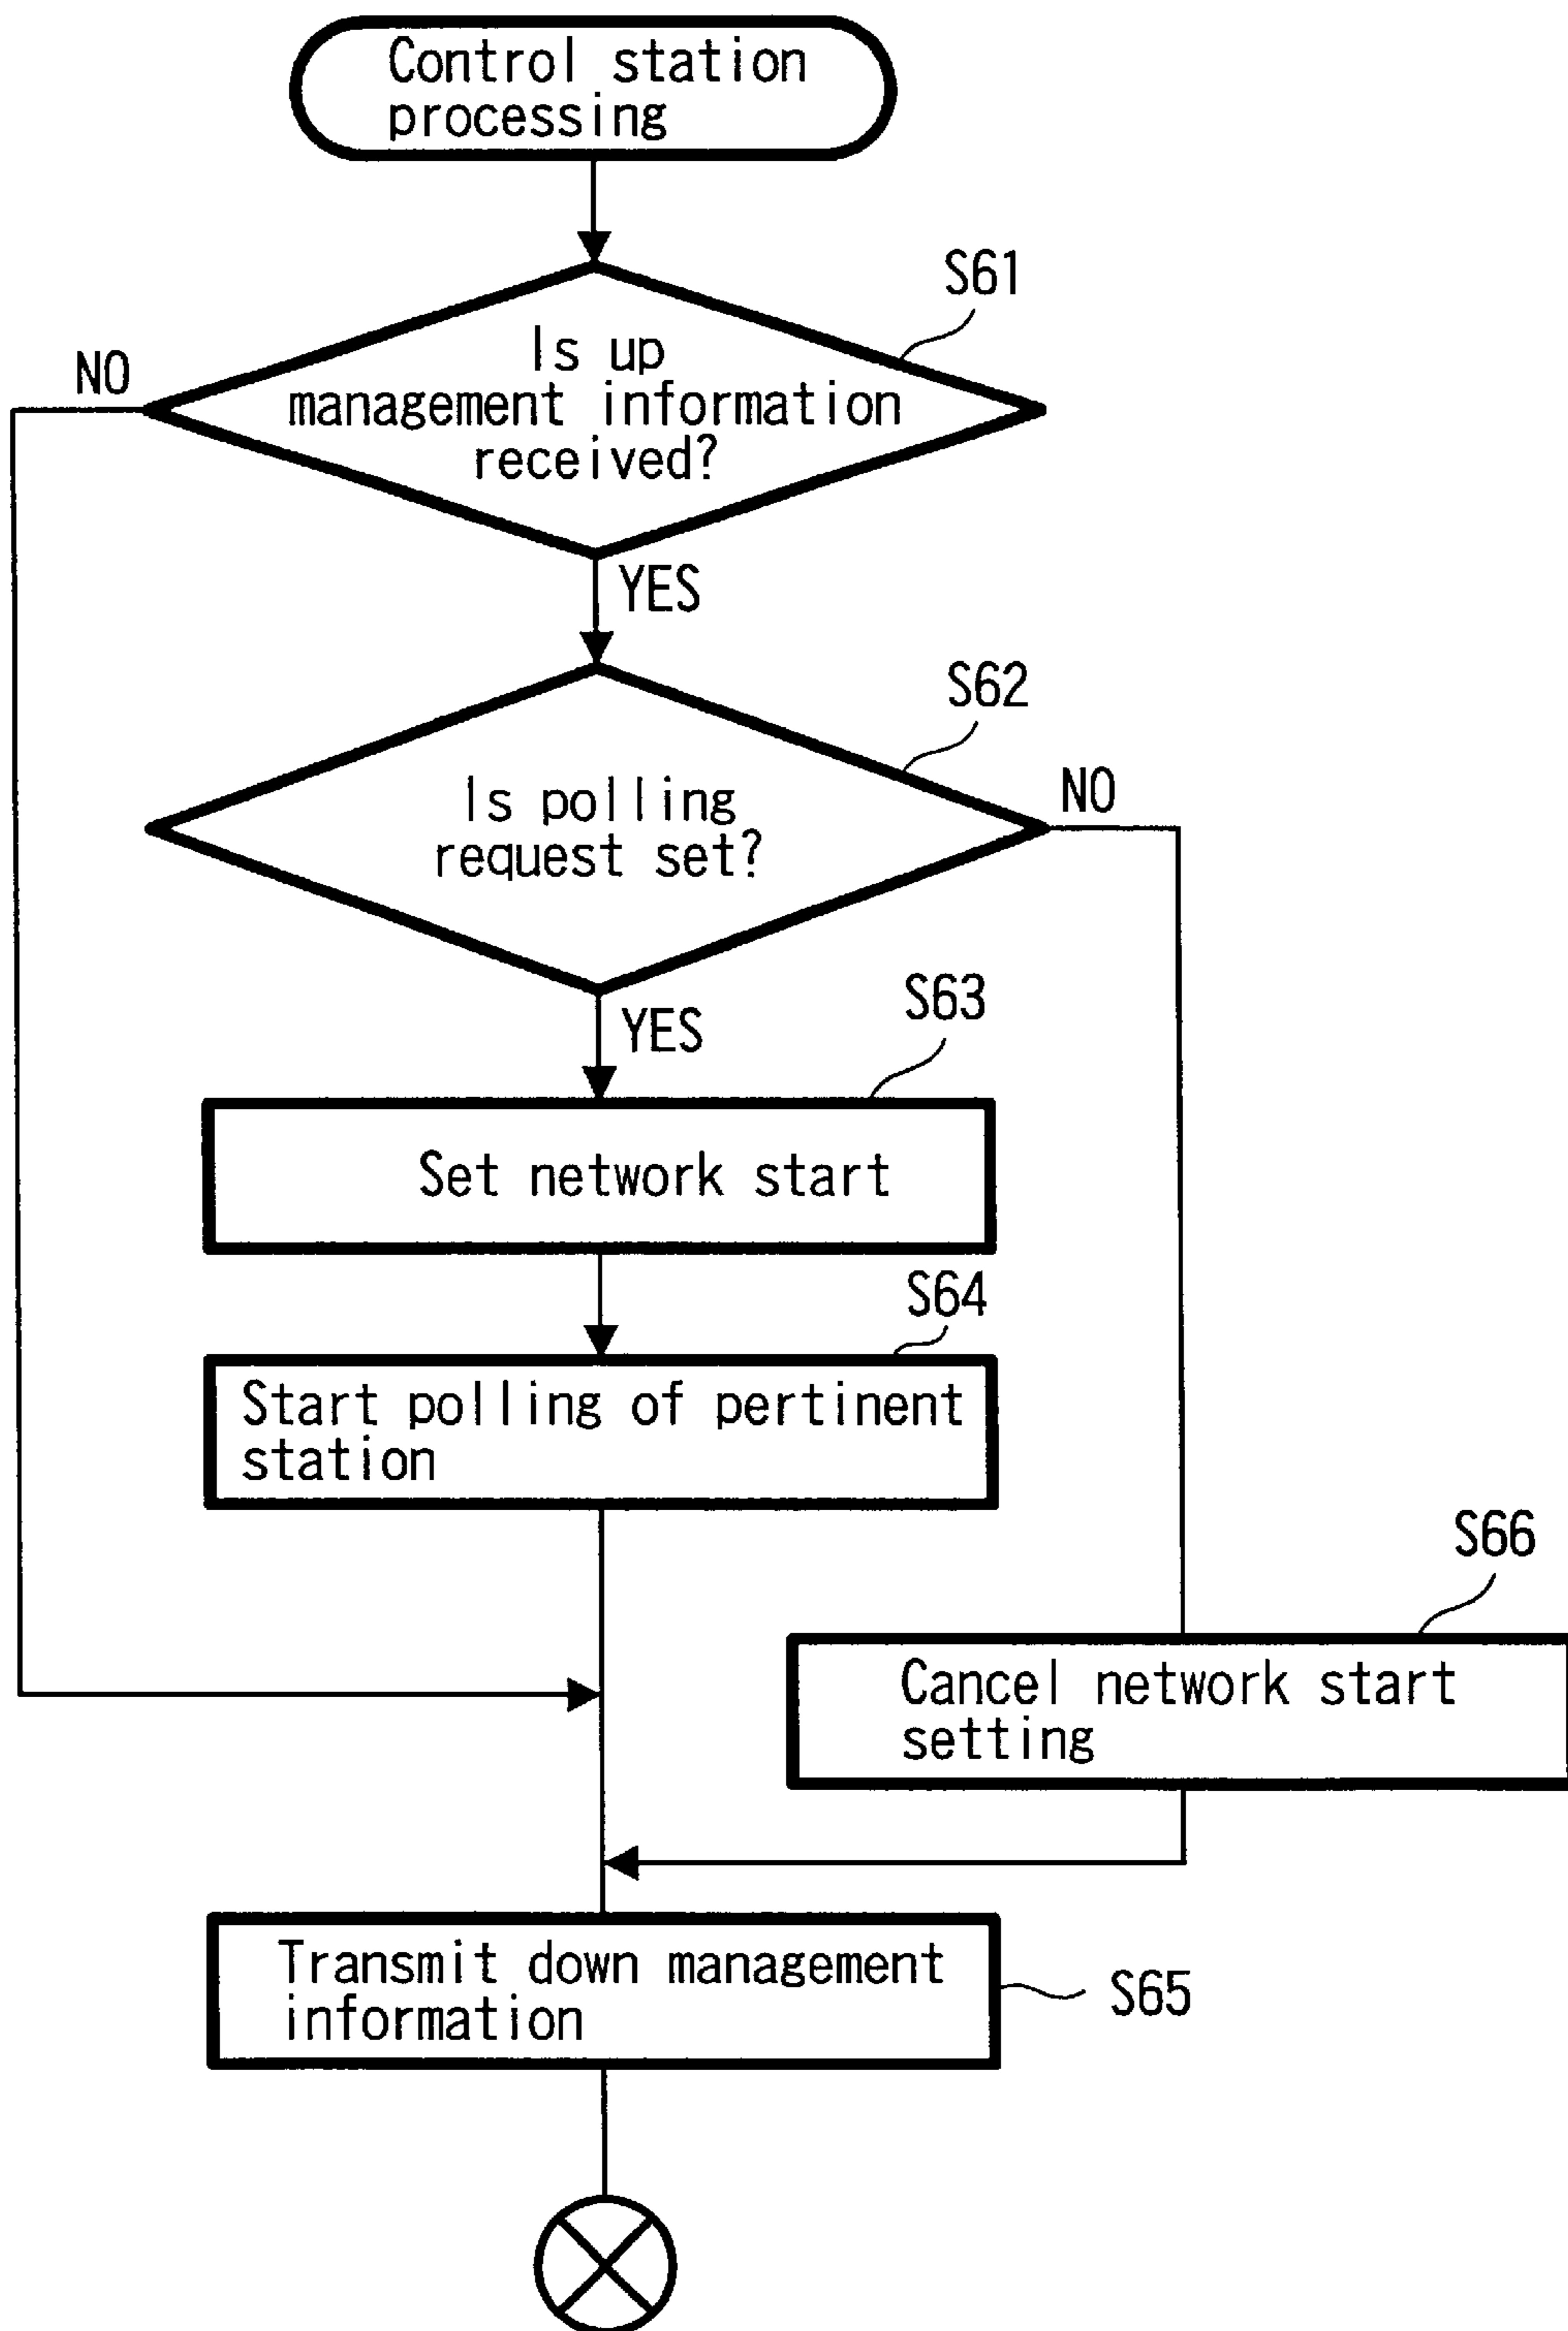 Control station
processing
S61
Is up
management information
received?
NO
YES
S62
Is polling
request set?
NO
YES
S63
Set network start
S64
Start polling of pertinent
station
S66
Cancel network start
setting
Transmit down management
information
S65